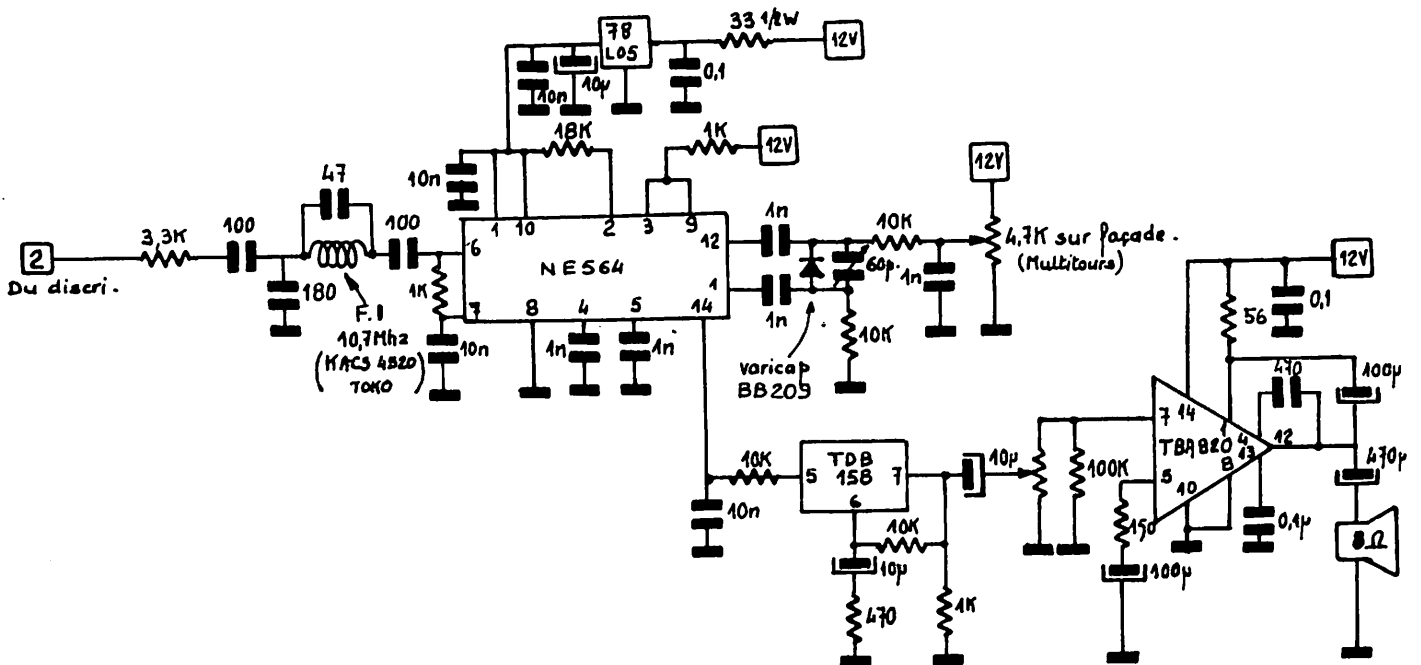 33 1/2W
78
L05
12V
10n
10µ
0,1
18K
1K
12V
10n
12V
47
1n
10K
4,7K sur façade.
(Multitours)
100
100
1 10 2 3 9
3,3K
6
12
2
NE564
60p.
1n
12V
Du discri.
180
1K
1
7
8
4
5
14
1n
0,1
F.I
10,7Mhz
(KACS 4520)
TOKO
10n
1n
1n
10K
56
varicap
BB209
470
100µ
7
14
1
4
12
TBA820
13
8
TDB
158
10K
5
7
10µ
100K
5
10
470µ
6
10n
10K
150
0,1µ
8Ω
10µ
100µ
470
1K